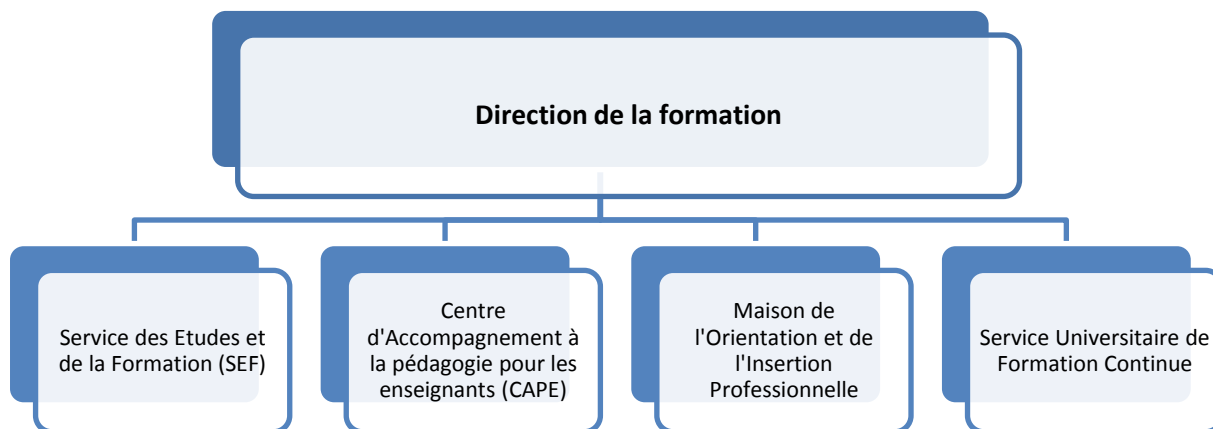 Direction de la formation
Service des Etudes et
de la Formation (SEF)
Centre
d'Accompagnement à
la pédagogie pour les
enseignants (CAPE)
Maison de
l'Orientation et de
l'Insertion
Professionnelle
Service Universitaire de
Formation Continue